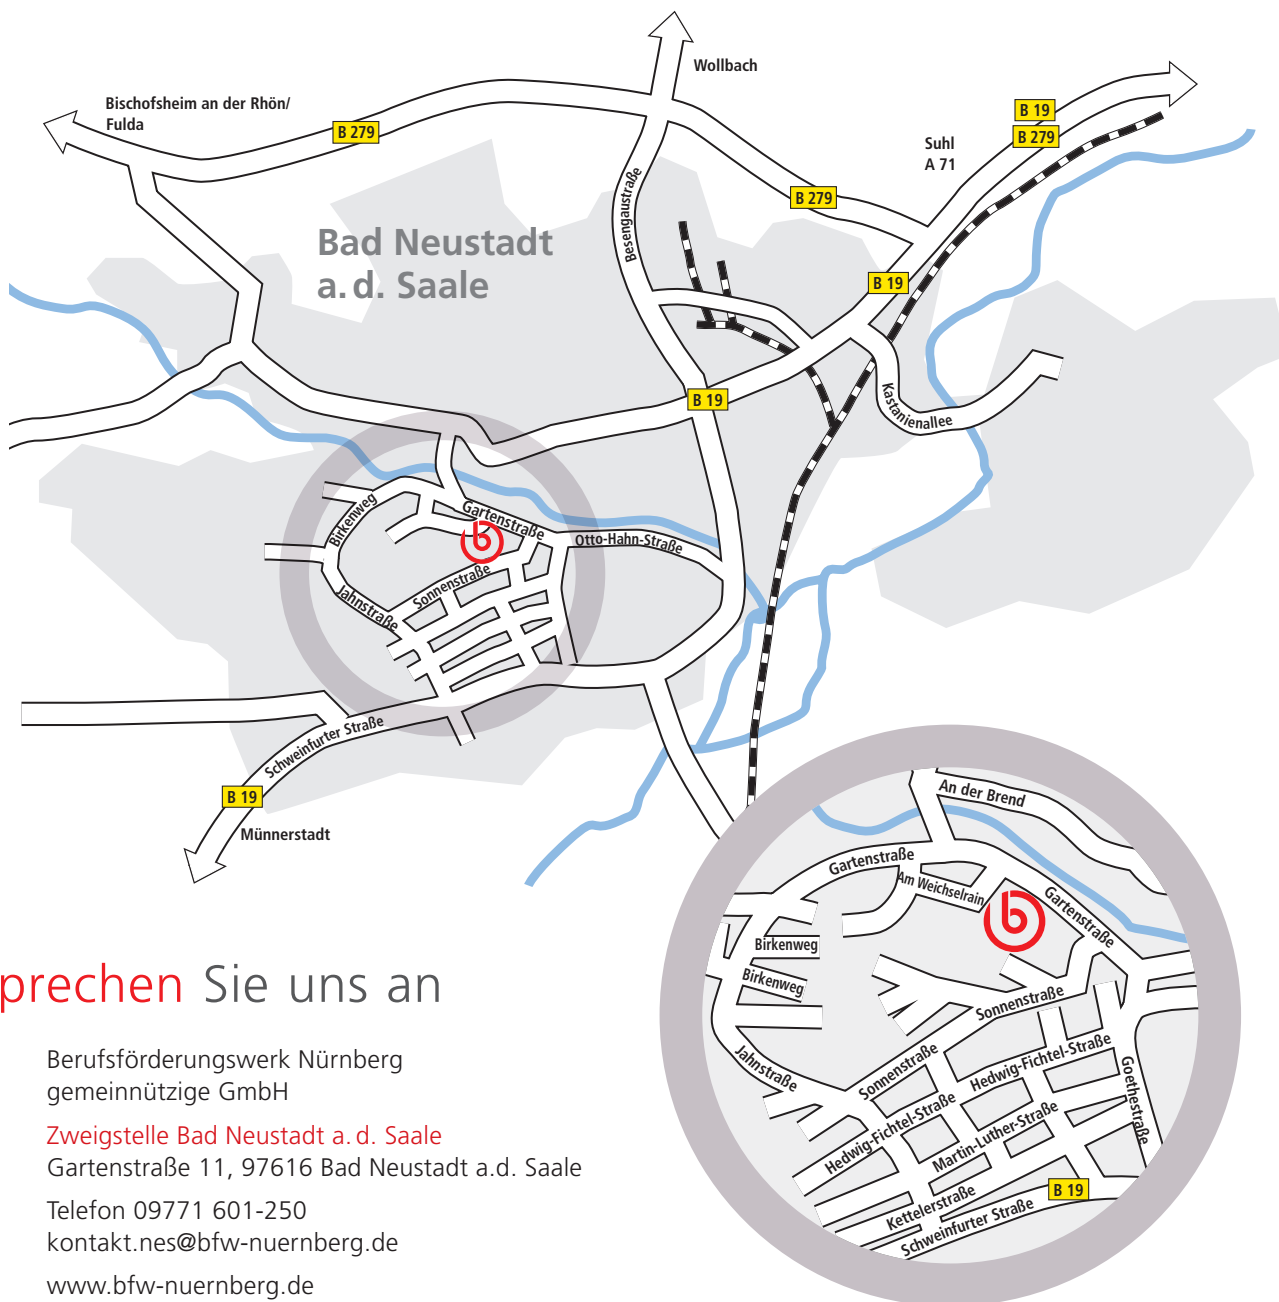 Wollbach
Bischofsheim an der Rhön/
Fulda
B 279
B 19
B 279
Suhl
A 71
B 279
Besengaustraße
Bad Neustadt
a. d. Saale
B 19
B 19
Kastanienallee
Birkenweg
Gartenstraße
Otto-Hahn-Straße
Sonnenstraße
Jahnstraße
Schweinfurter Straße
B 19
Münnerstadt
An der Brend
Gartenstraße
Am Weichselrain
Gartenstraße
Birkenweg
Birkenweg
Sonnenstraße
Jahnstraße
Sonnenstraße
Hedwig-Fichtel-Straße
Goethestraße
Hedwig-Fichtel-Straße
Martin-Luther-Straße
B 19
Kettelerstraße
Schweinfurter Straße
prechen Sie uns an
Berufsförderungswerk Nürnberg
gemeinnützige GmbH
Zweigstelle Bad Neustadt a. d. Saale
Gartenstraße 11, 97616 Bad Neustadt a.d. Saale
Telefon 09771 601-250
kontakt.nes@bfw-nuernberg.de
www.bfw-nuernberg.de